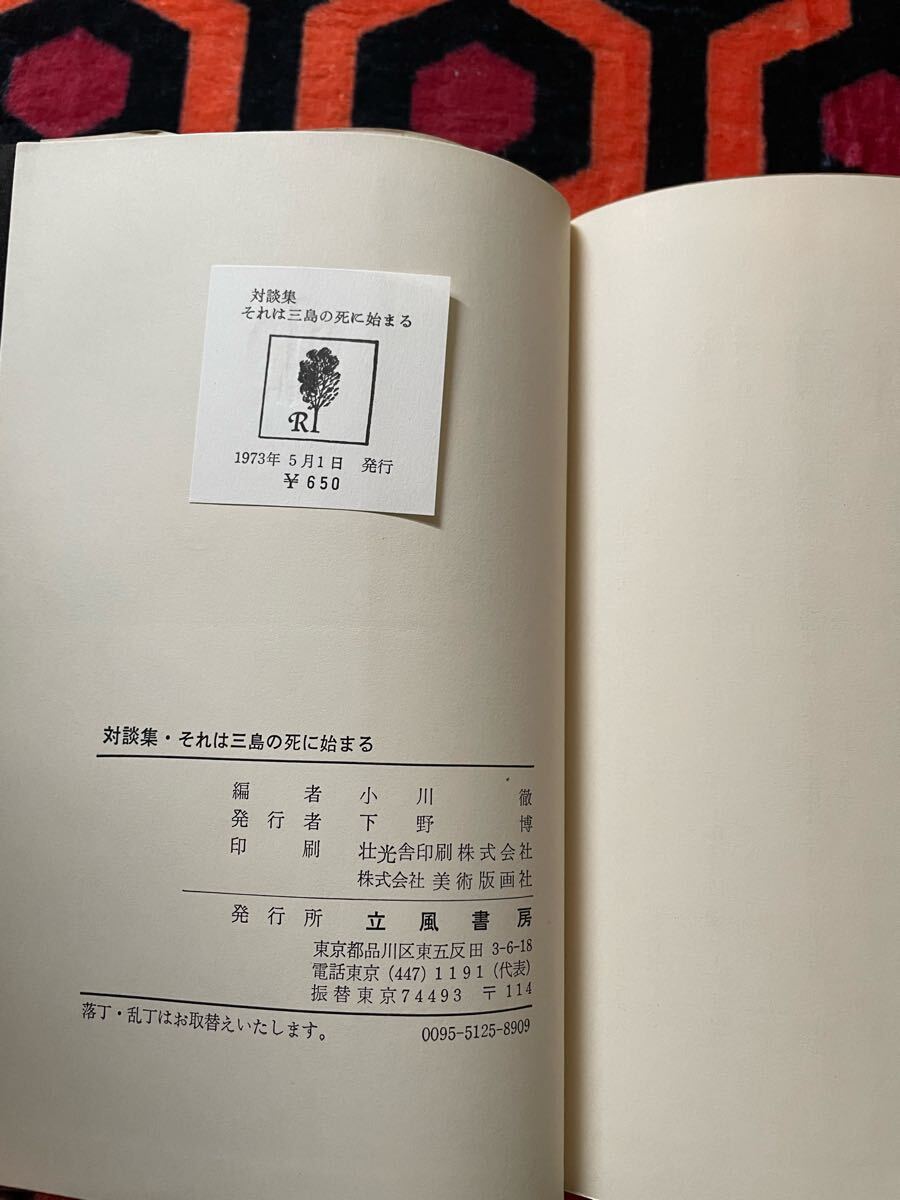 対談集
それは三島の死に始まる
R
1973年 5月1日 発行
¥650
対談集・それは三島の死に始まる
編者 小川徹
発行者 下野博
印刷 壮光舎印刷株式会社
株式会社 美術版画社
発行所 立風書房
東京都品川区東五反田 3-6-18
電話東京 (447) 1191 (代表)
振替東京74493 〒114
落丁・乱丁はお取替えいたします。 0095-5125-8909